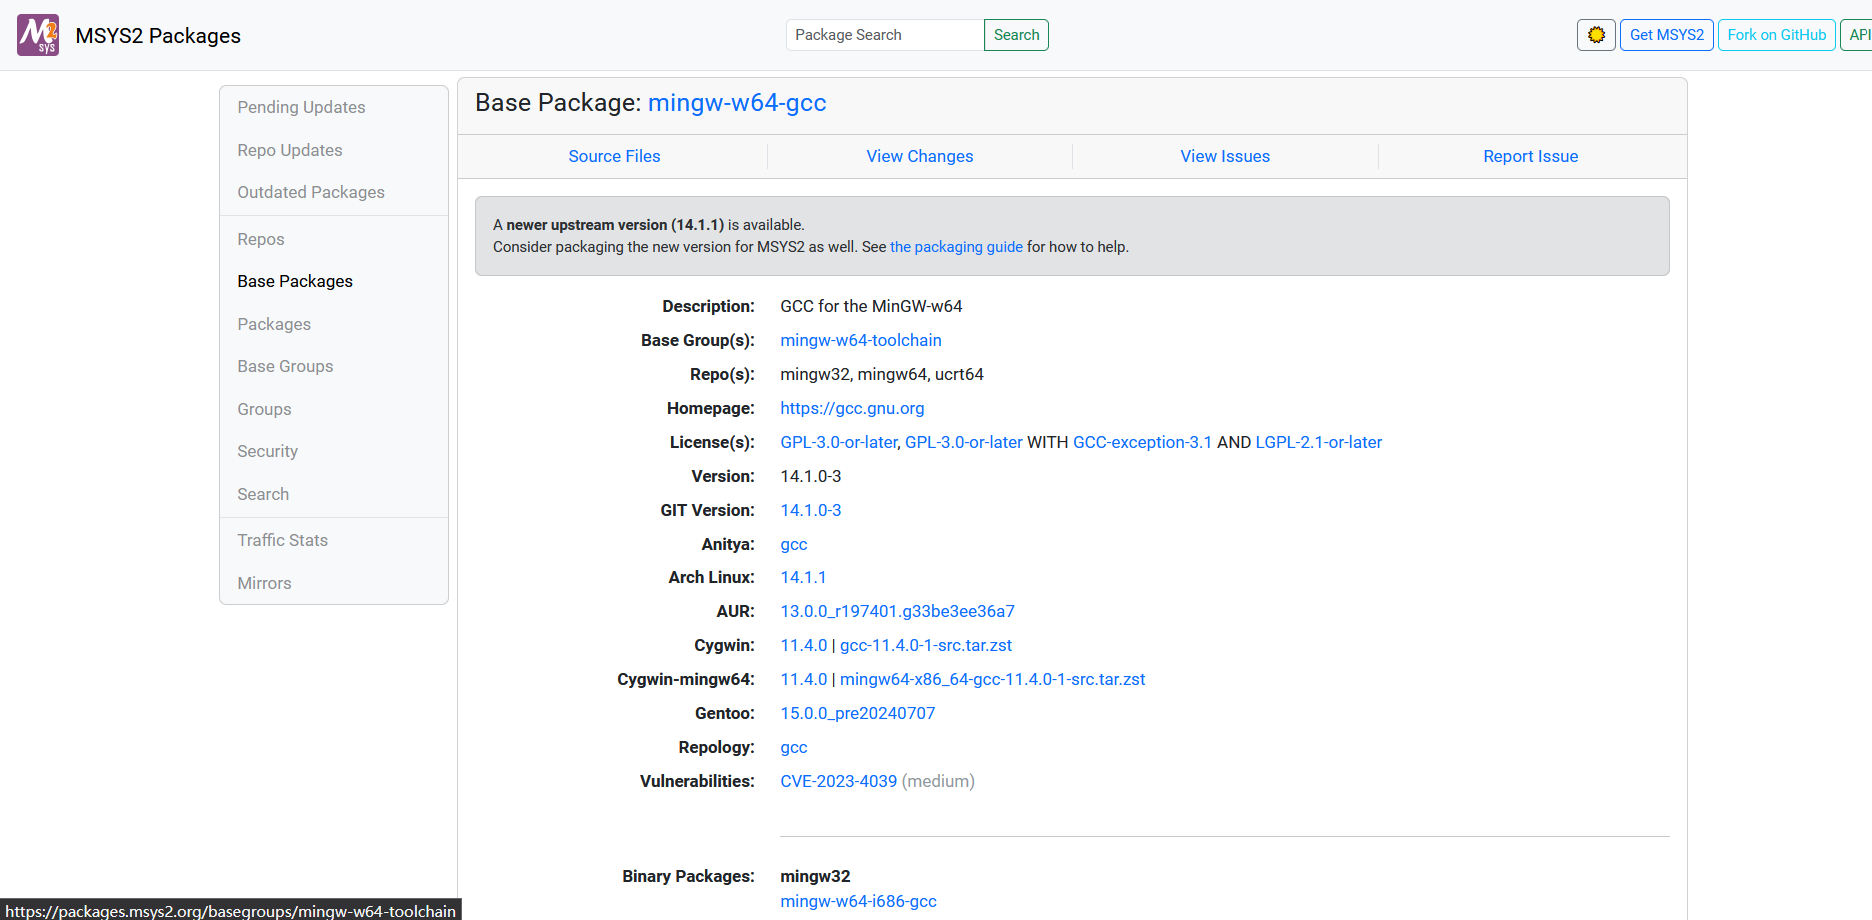 MSYS2 Packages
Package Search
Search
Get MSYS2
Fork on GitHub
API
Pending Updates
Repo Updates
Outdated Packages
Repos
Base Packages
Packages
Base Groups
Groups
Security
Search
Traffic Stats
Mirrors
Base Package: mingw-w64-gcc
Source Files
View Changes
View Issues
Report Issue
A newer upstream version (14.1.1) is available.
Consider packaging the new version for MSYS2 as well. See the packaging guide for how to help.
Description: GCC for the MinGW-w64
Base Group(s): mingw-w64-toolchain
Repo(s): mingw32, mingw64, ucrt64
Homepage: https://gcc.gnu.org
License(s): GPL-3.0-or-later, GPL-3.0-or-later WITH GCC-exception-3.1 AND LGPL-2.1-or-later
Version: 14.1.0-3
GIT Version: 14.1.0-3
Anitya: gcc
Arch Linux: 14.1.1
AUR: 13.0.0_r197401.g33be3ee36a7
Cygwin: 11.4.0 | gcc-11.4.0-1-src.tar.zst
Cygwin-mingw64: 11.4.0 | mingw64-x86_64-gcc-11.4.0-1-src.tar.zst
Gentoo: 15.0.0_pre20240707
Repology: gcc
Vulnerabilities: CVE-2023-4039 (medium)
Binary Packages: mingw32
mingw-w64-i686-gcc
https://packages.msys2.org/basegroups/mingw-w64-toolchain